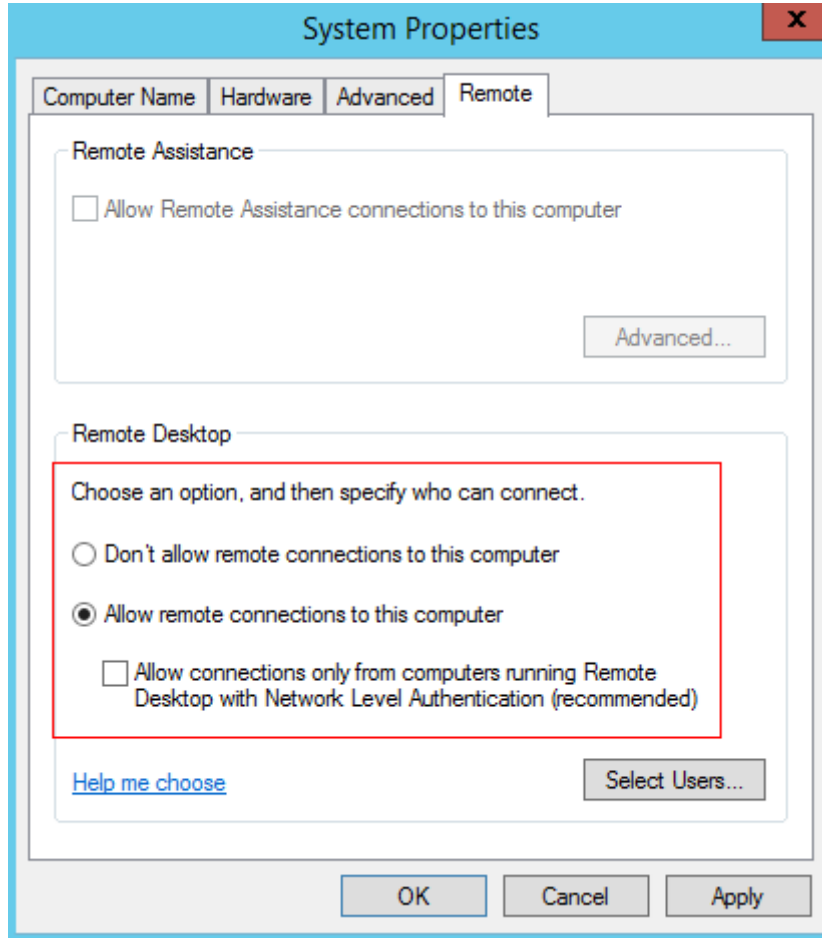 System Properties
x
Computer Name
Hardware
Advanced
Remote
Remote Assistance
Allow Remote Assistance connections to this computer
Advanced...
Remote Desktop
Choose an option, and then specify who can connect.
Don't allow remote connections to this computer
Allow remote connections to this computer
Allow connections only from computers running Remote
Desktop with Network Level Authentication (recommended)
Help me choose
Select Users...
OK
Cancel
Apply